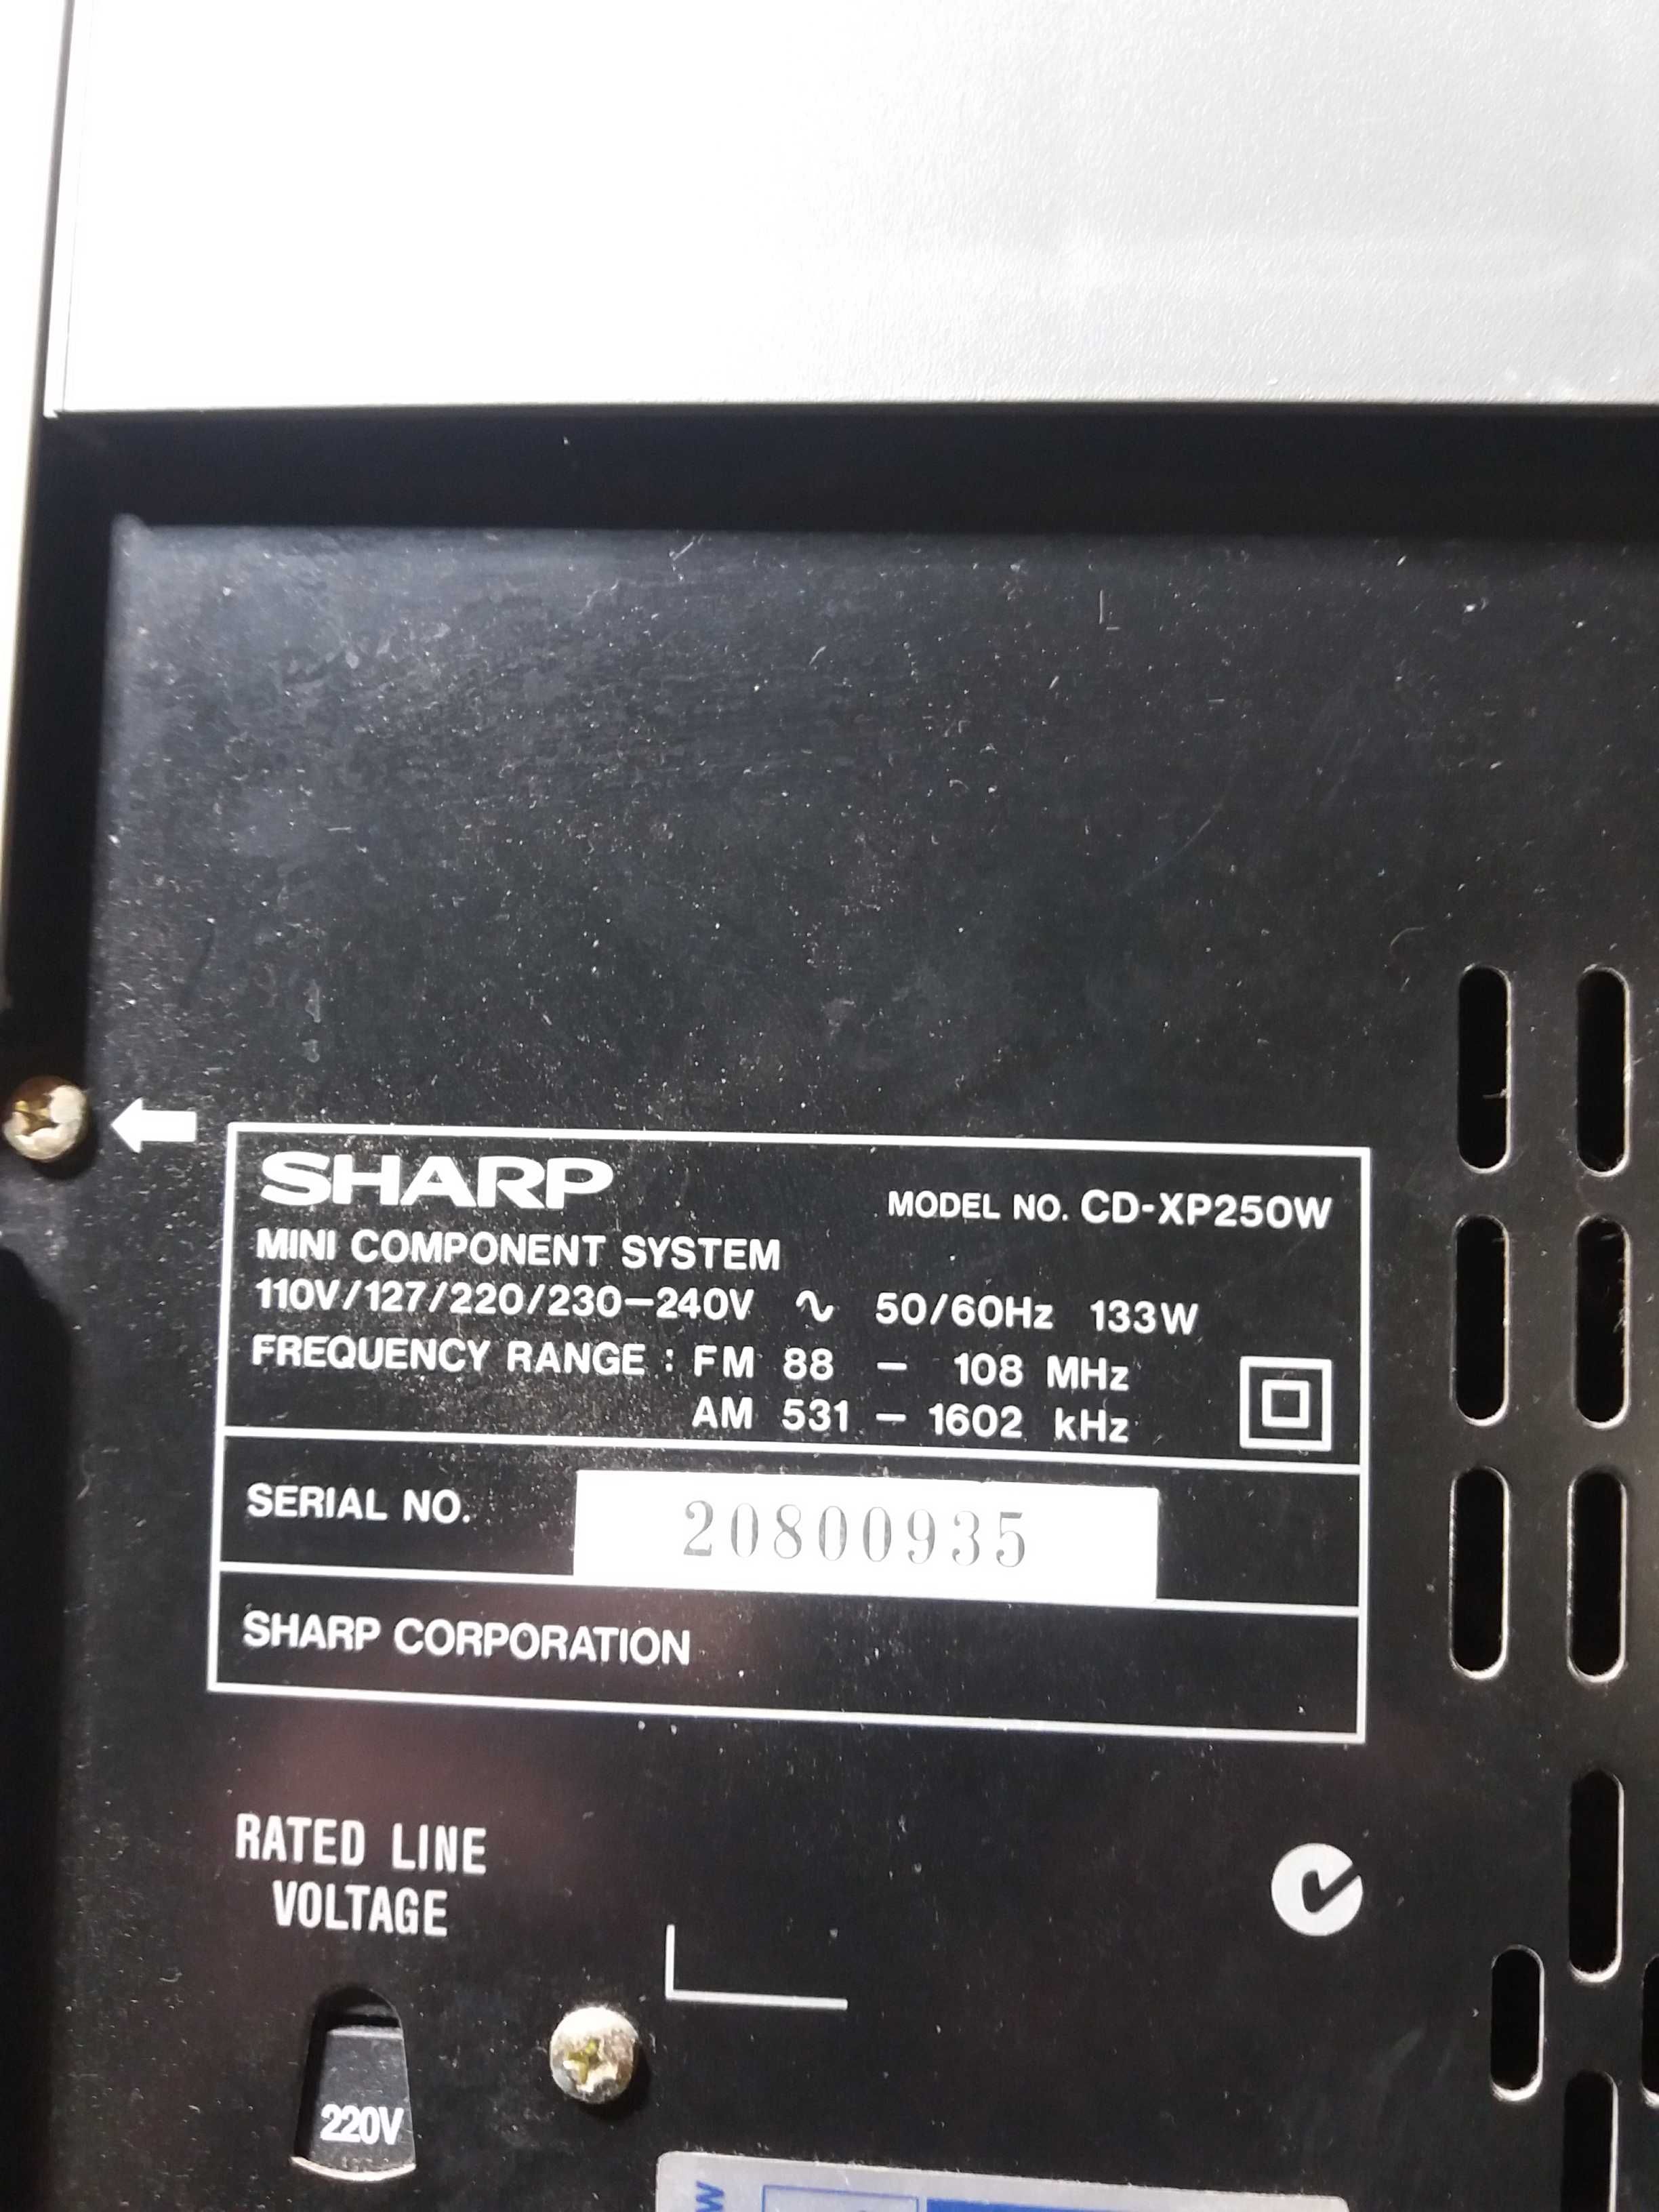 SHARP
MODEL NO. CD-XP250W
MINI COMPONENT SYSTEM
110V/127/220/230–240V ∿ 50/60Hz 133W
FREQUENCY RANGE : FM 88 – 108 MHz
AM 531 – 1602 kHz
SERIAL NO. 20800935
SHARP CORPORATION
RATED LINE
VOLTAGE
220V